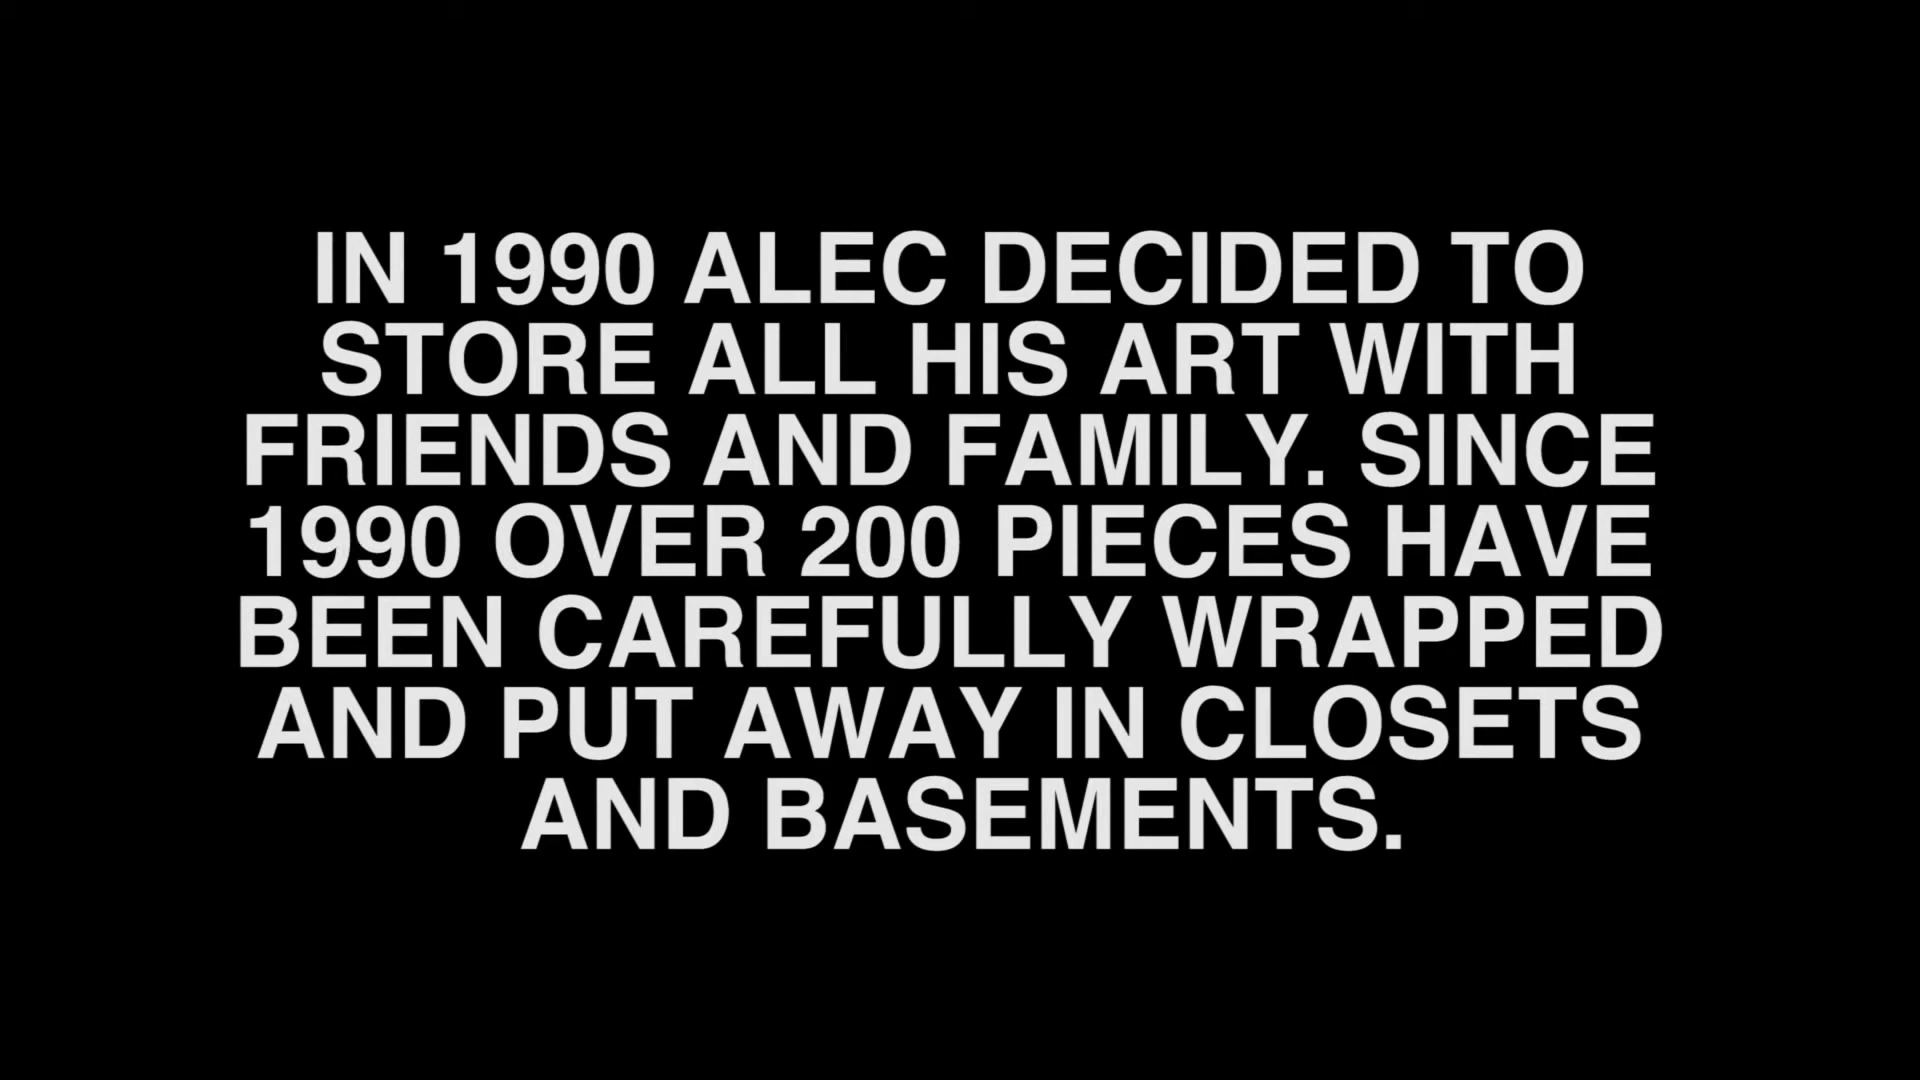 IN 1990 ALEC DECIDED TO
STORE ALL HIS ART WITH
FRIENDS AND FAMILY. SINCE
1990 OVER 200 PIECES HAVE
BEEN CAREFULLY WRAPPED
AND PUT AWAY IN CLOSETS
AND BASEMENTS.